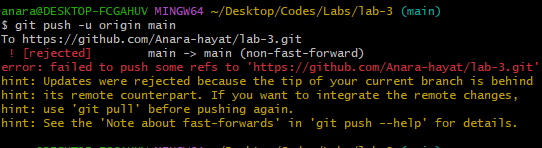 anara@DESKTOP-FCGAHUV MINGW64 ~/Desktop/Codes/Labs/lab-3 (main)
$ git push -u origin main
To https://github.com/Anara-hayat/lab-3.git
 ! [rejected]        main -> main (non-fast-forward)
error: failed to push some refs to 'https://github.com/Anara-hayat/lab-3.git'
hint: Updates were rejected because the tip of your current branch is behind
hint: its remote counterpart. If you want to integrate the remote changes,
hint: use 'git pull' before pushing again.
hint: See the 'Note about fast-forwards' in 'git push --help' for details.